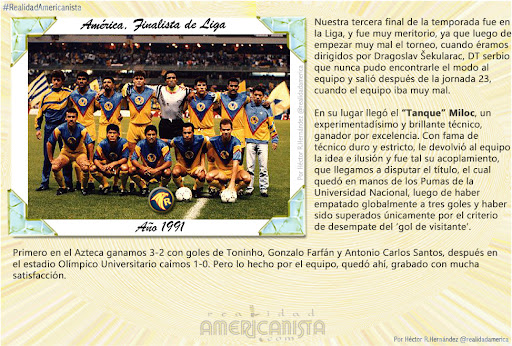 #RealidadAmericanista
América, Finalista de Liga
Año 1991
Por Héctor R.Hernández @realidadamerica
Nuestra tercera final de la temporada fue en
la Liga, y fue muy meritorio, ya que luego de
empezar muy mal el torneo, cuando éramos
dirigidos por Dragoslav Šekularac, DT serbio
que nunca pudo encontrarle el modo al
equipo y salió después de la jornada 23,
cuando el equipo iba muy mal.
En su lugar llegó el "Tanque" Miloc, un
experimentadísimo y brillante técnico,
ganador por excelencia. Con fama de
técnico duro y estricto, le devolvió al equipo
la idea e ilusión y fue tal su acoplamiento,
que llegamos a disputar el título, el cual
quedó en manos de los Pumas de la
Universidad Nacional, luego de haber
empatado globalmente a tres goles y haber
sido superados únicamente por el criterio
de desempate del 'gol de visitante'.
Primero en el Azteca ganamos 3-2 con goles de Toninho, Gonzalo Farfán y Antonio Carlos Santos, después en
el estadio Olímpico Universitario caímos 1-0. Pero lo hecho por el equipo, quedó ahí, grabado con mucha
satisfacción.
realidad
AMERICANISTA
.com
Por Héctor R.Hernández @realidadamerica